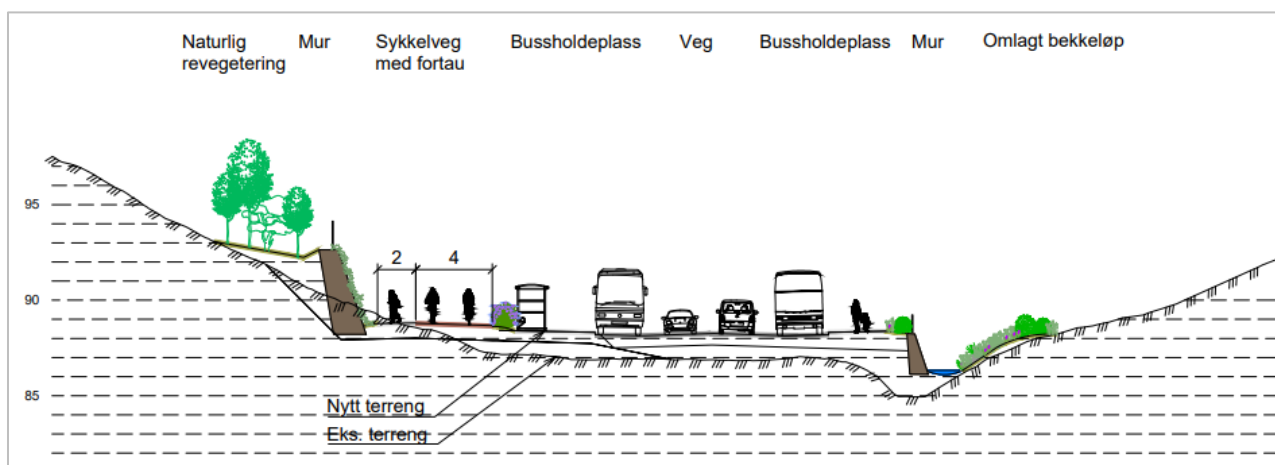 Naturlig
revegetering
Mur
Sykkelveg
med fortau
Bussholdeplass
Veg
Bussholdeplass
Mur
Omlagt bekkeløp
95
2
4
90
85
Nytt terreng
Eks. terreng